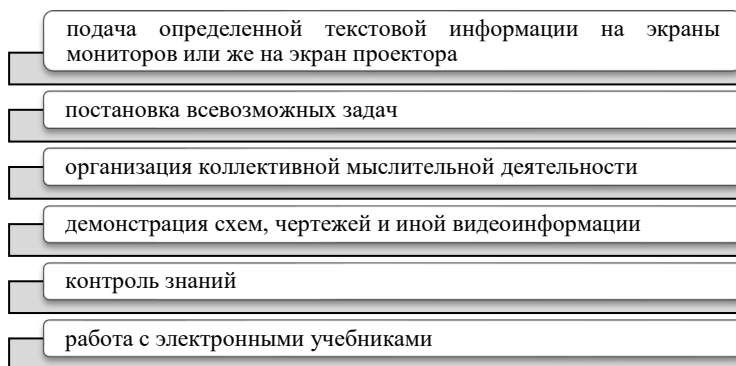 подача определенной текстовой информации на экраны
мониторов или же на экран проектора
постановка всевозможных задач
организация коллективной мыслительной деятельности
демонстрация схем, чертежей и иной видеоинформации
контроль знаний
работа с электронными учебниками